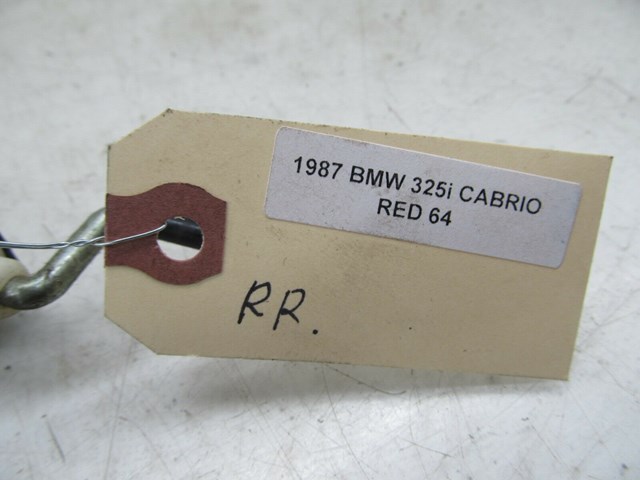 1987 BMW 325i CABRIO
RED 64
RR.